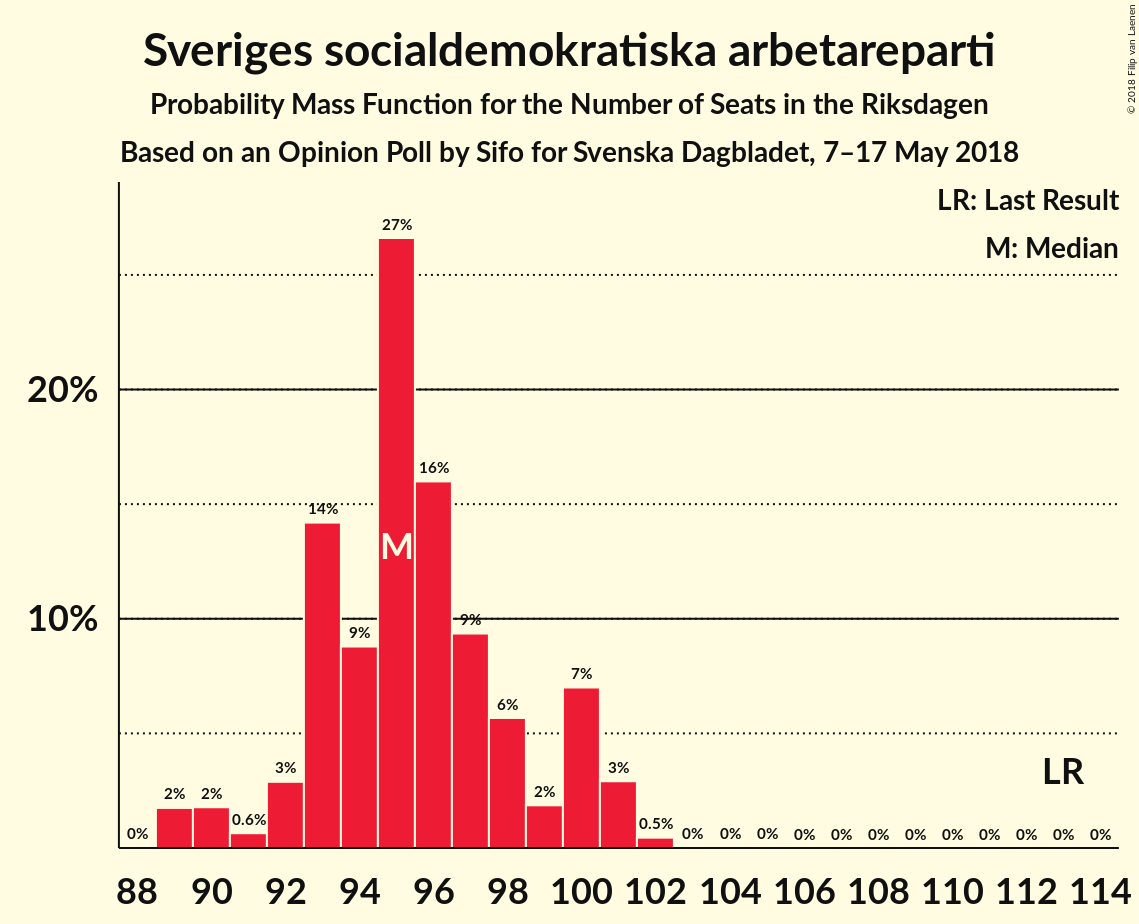 Sveriges socialdemokratiska arbetareparti
Probability Mass Function for the Number of Seats in the Riksdagen
Based on an Opinion Poll by Sifo for Svenska Dagbladet, 7–17 May 2018
© 2018 Filip van Laenen
LR: Last Result
M: Median
20%
10%
0% 2% 2% 0.6% 3% 14% 9% 27% 16% 9% 6% 2% 7% 3% 0.5% 0% 0% 0% 0% 0% 0% 0% 0% 0% 0% 0% 0%
M
LR
88 90 92 94 96 98 100 102 104 106 108 110 112 114